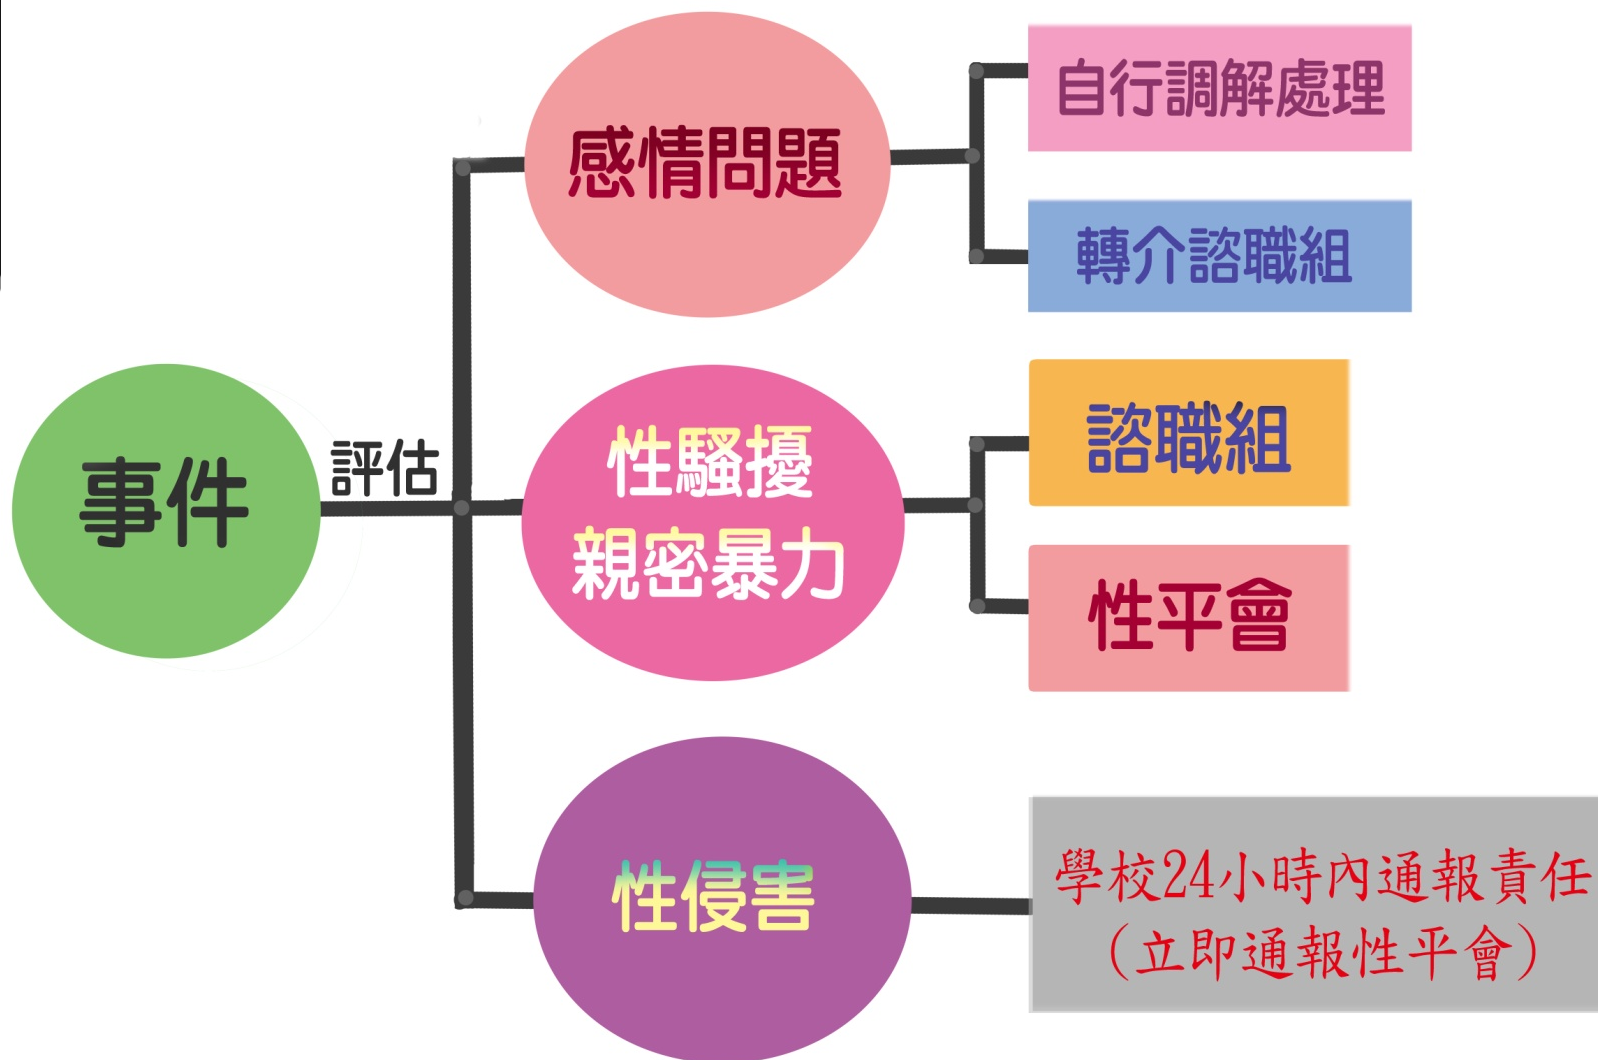 事件
評估
感情問題
自行調解處理
轉介諮職組
性騷擾
親密暴力
諮職組
性平會
性侵害
學校24小時內通報責任
（立即通報性平會）